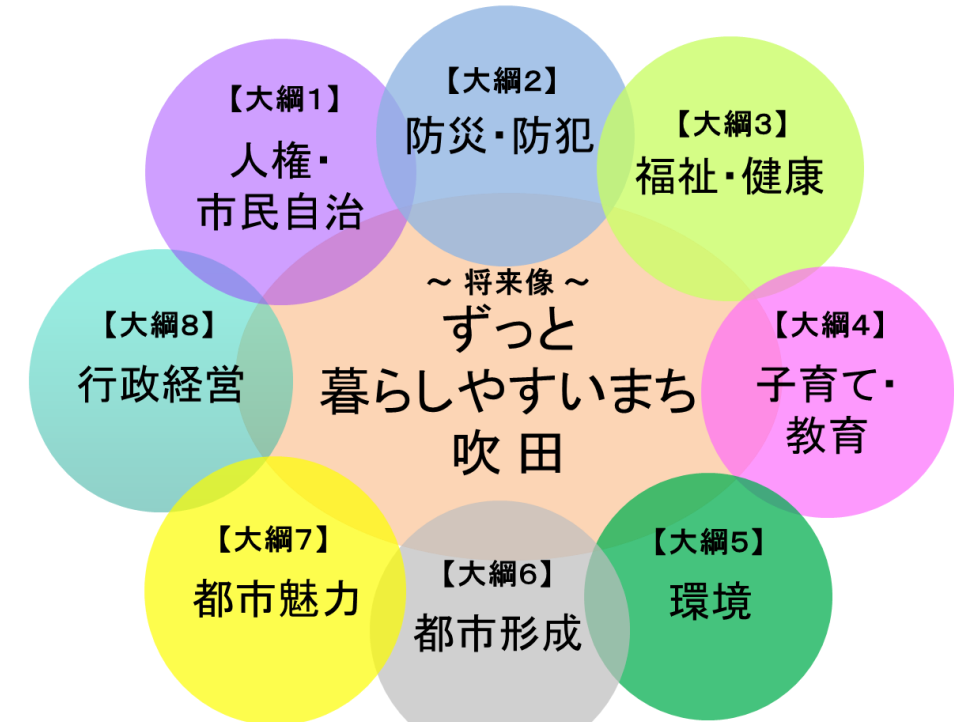 【大綱1】
人権・
市民自治
【大綱2】
防災・防犯
【大綱3】
福祉・健康
【大綱4】
子育て・
教育
【大綱5】
環境
【大綱6】
都市形成
【大綱7】
都市魅力
【大綱8】
行政経営
～ 将来像 ～
ずっと
暮らしやすいまち
吹 田